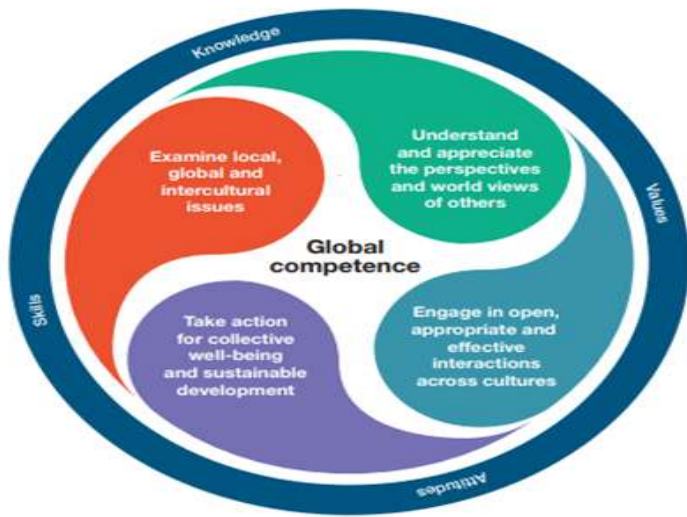 Knowledge
Examine local,
global and
intercultural
issues
Understand
and appreciate
the perspectives
and world views
of others
Values
Global
competence
Skills
Take action
for collective
well-being
and sustainable
development
Engage in open,
appropriate and
effective
interactions
across cultures
Attitudes